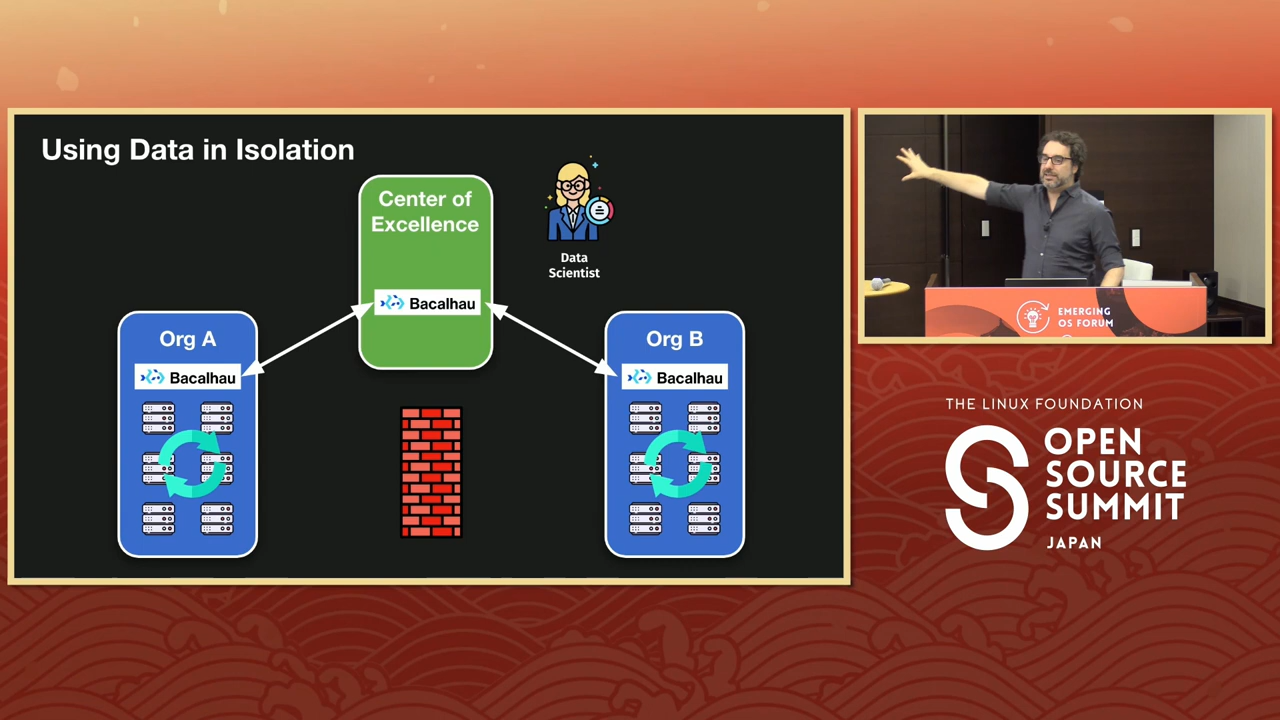 Using Data in Isolation
Center of
Excellence
Data
Scientist
Bacalhau
Org A
Bacalhau
Org B
Bacalhau
EMERGING
OS FORUM
THE LINUX FOUNDATION
OPEN
SOURCE
SUMMIT
JAPAN